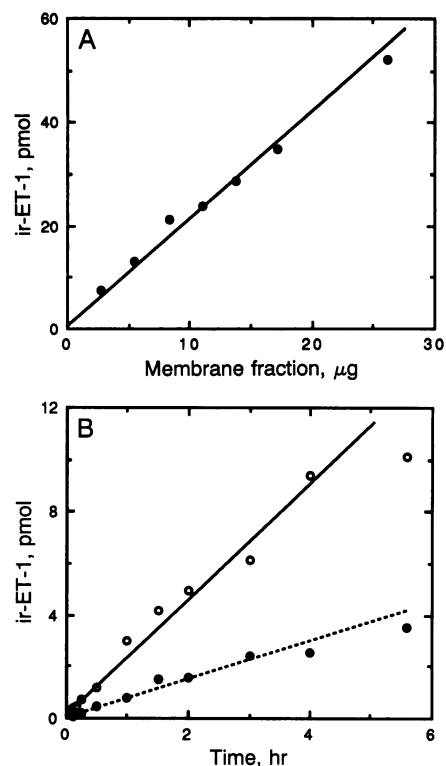 A
60
40
20
0
ir-ET-1, pmol
0 10 20 30
Membrane fraction, μg
B
12
8
4
0
ir-ET-1, pmol
0 2 4 6
Time, hr